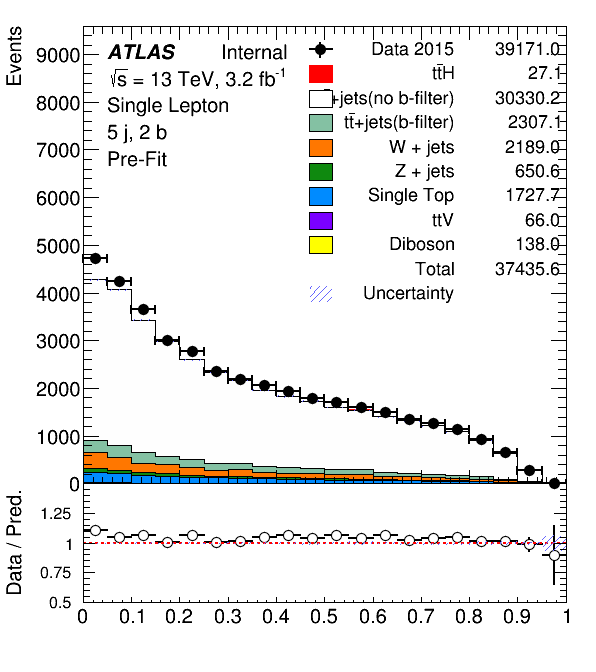 Events
ATLAS Internal
√s = 13 TeV, 3.2 fb⁻¹
Single Lepton
5 j, 2 b
Pre-Fit
Data 2015 39171.0
tt̄H 27.1
+jets(no b-filter) 30330.2
tt̄+jets(b-filter) 2307.1
W + jets 2189.0
Z + jets 650.6
Single Top 1727.7
ttV 66.0
Diboson 138.0
Total 37435.6
Uncertainty
9000
8000
7000
6000
5000
4000
3000
2000
1000
0
Data / Pred.
1.25
1
0.75
0.5
0 0.1 0.2 0.3 0.4 0.5 0.6 0.7 0.8 0.9 1